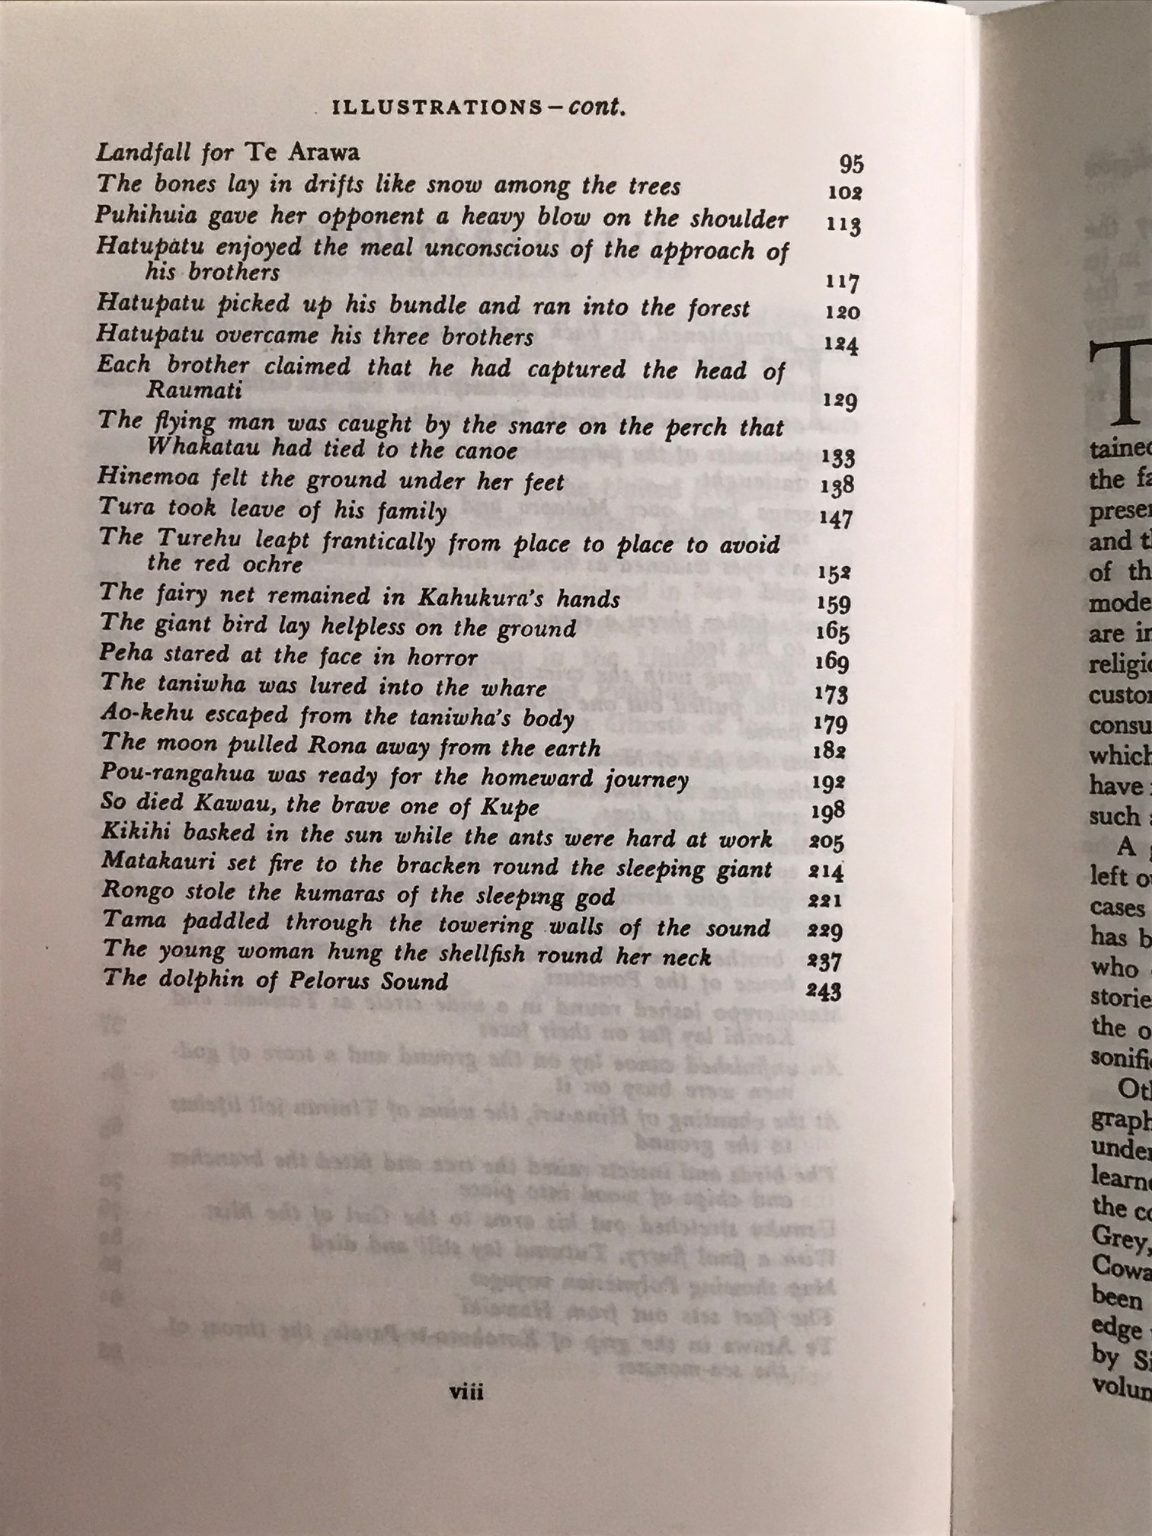 ILLUSTRATIONS – cont.
Landfall for Te Arawa 95
The bones lay in drifts like snow among the trees 102
Puhihuia gave her opponent a heavy blow on the shoulder 113
Hatupatu enjoyed the meal unconscious of the approach of
his brothers 117
Hatupatu picked up his bundle and ran into the forest 120
Hatupatu overcame his three brothers 124
Each brother claimed that he had captured the head of
Raumati 129
The flying man was caught by the snare on the perch that
Whakatau had tied to the canoe 133
Hinemoa felt the ground under her feet 138
Tura took leave of his family 147
The Turehu leapt frantically from place to place to avoid
the red ochre 152
The fairy net remained in Kahukura's hands 159
The giant bird lay helpless on the ground 165
Peha stared at the face in horror 169
The taniwha was lured into the whare 173
Ao-kehu escaped from the taniwha's body 179
The moon pulled Rona away from the earth 182
Pou-rangahua was ready for the homeward journey 192
So died Kawau, the brave one of Kupe 198
Kikihi basked in the sun while the ants were hard at work 205
Matakauri set fire to the bracken round the sleeping giant 214
Rongo stole the kumaras of the sleeping god 221
Tama paddled through the towering walls of the sound 229
The young woman hung the shellfish round her neck 237
The dolphin of Pelorus Sound 243
viii
T
tained
the fa
presen
and th
of th
mode
are in
religio
custon
consu
which
have
such a
A
left ov
cases
has b
who
storie
the o
sonifi
Oth
graph
under
learne
the co
Grey,
Cowa
been
edge
by Si
volum